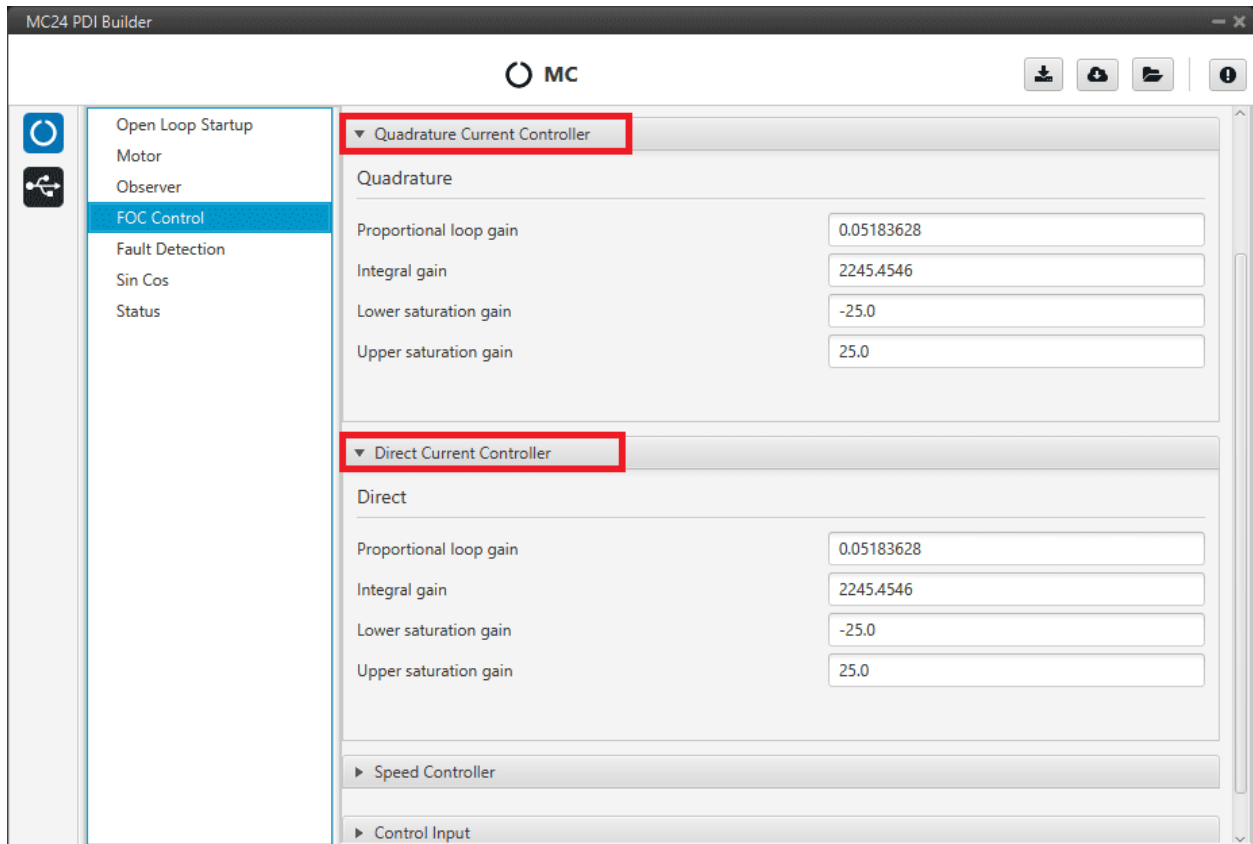 MC24 PDI Builder
MC
Open Loop Startup
Motor
Observer
FOC Control
Fault Detection
Sin Cos
Status
Quadrature Current Controller
Quadrature
Proportional loop gain 0.05183628
Integral gain 2245.4546
Lower saturation gain -25.0
Upper saturation gain 25.0
Direct Current Controller
Direct
Proportional loop gain 0.05183628
Integral gain 2245.4546
Lower saturation gain -25.0
Upper saturation gain 25.0
Speed Controller
Control Input